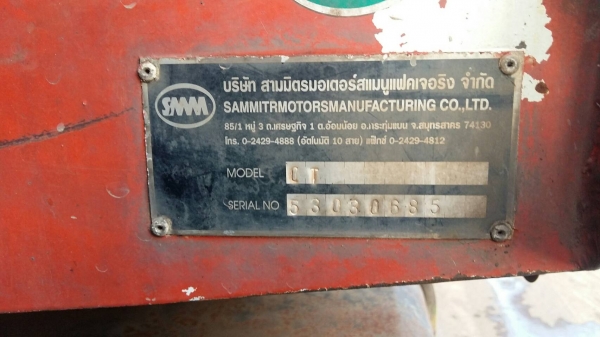 SMM
บริษัท สามมิตรมอเตอร์สแมนูแฟคเจอริง จำกัด
SAMMITRMOTORSMANUFACTURING CO.,LTD.
85/1 หมู่ 3 ถ.เศรษฐกิจ 1 ต.อ้อมน้อย อ.กระทุ่มแบน จ.สมุทรสาคร 74130
โทร. 0-2429-4888 (อัตโนมัติ 10 สาย) แฟ็กซ์ 0-2429-4812
MODEL CT
SERIAL NO 53030685